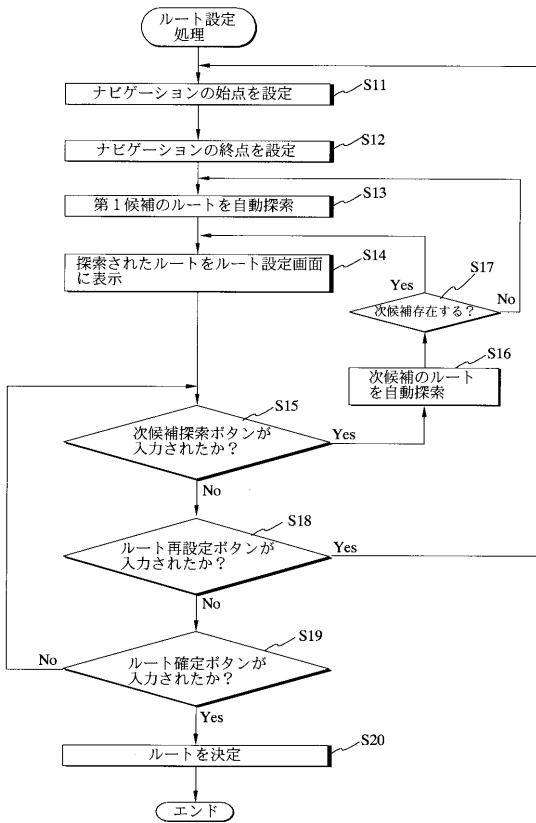 ルート設定
処理
ナビゲーションの始点を設定
S11
ナビゲーションの終点を設定
S12
第1候補のルートを自動探索
S13
探索されたルートをルート設定画面
に表示
S14
S17
Yes
次候補存在する？
No
S16
次候補のルート
を自動探索
S15
次候補探索ボタンが
入力されたか？
Yes
No
S18
ルート再設定ボタンが
入力されたか？
Yes
No
S19
ルート確定ボタンが
入力されたか？
No
Yes
S20
ルートを決定
エンド